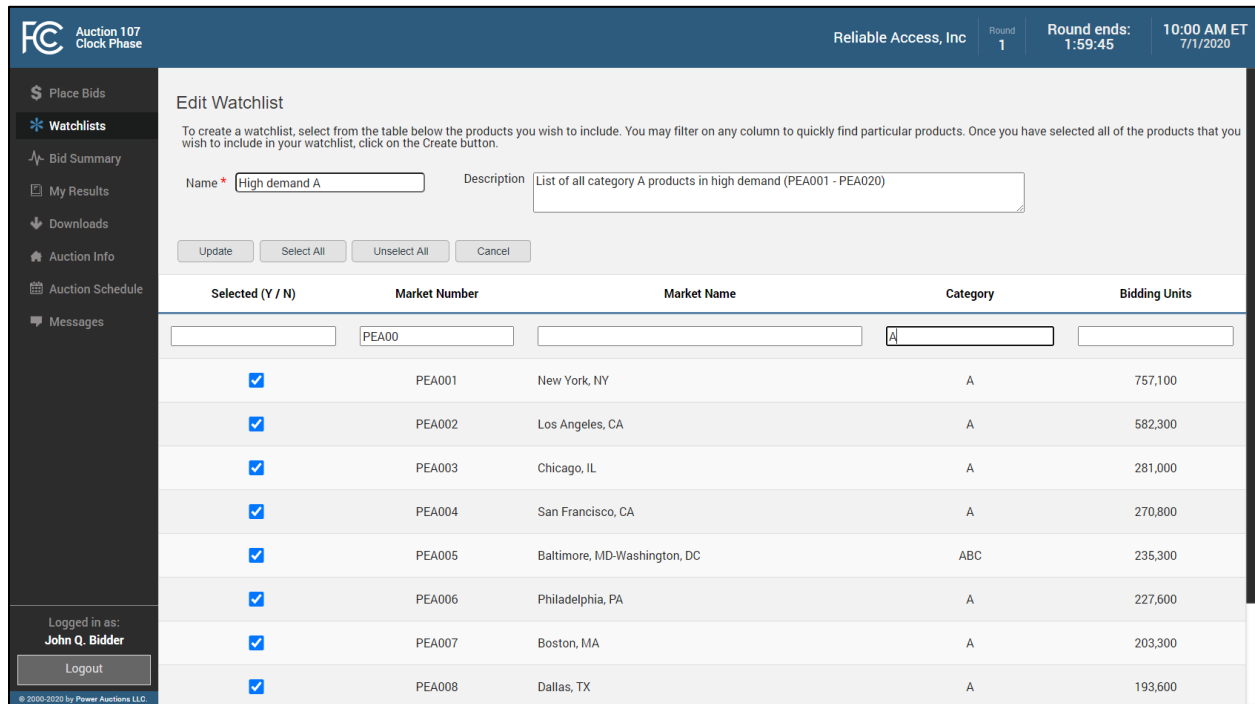 FCC Auction 107
Clock Phase
Reliable Access, Inc
Round
1
Round ends:
1:59:45
10:00 AM ET
7/1/2020
Place Bids
Watchlists
Bid Summary
My Results
Downloads
Auction Info
Auction Schedule
Messages
Edit Watchlist
To create a watchlist, select from the table below the products you wish to include. You may filter on any column to quickly find particular products. Once you have selected all of the products that you
wish to include in your watchlist, click on the Create button.
Name * High demand A
Description List of all category A products in high demand (PEA001 - PEA020)
Update Select All Unselect All Cancel
Selected (Y / N) Market Number Market Name Category Bidding Units
PEA00 A
PEA001 New York, NY A 757,100
PEA002 Los Angeles, CA A 582,300
PEA003 Chicago, IL A 281,000
PEA004 San Francisco, CA A 270,800
PEA005 Baltimore, MD-Washington, DC ABC 235,300
PEA006 Philadelphia, PA A 227,600
PEA007 Boston, MA A 203,300
PEA008 Dallas, TX A 193,600
Logged in as:
John Q. Bidder
Logout
© 2000-2020 by Power Auctions LLC.